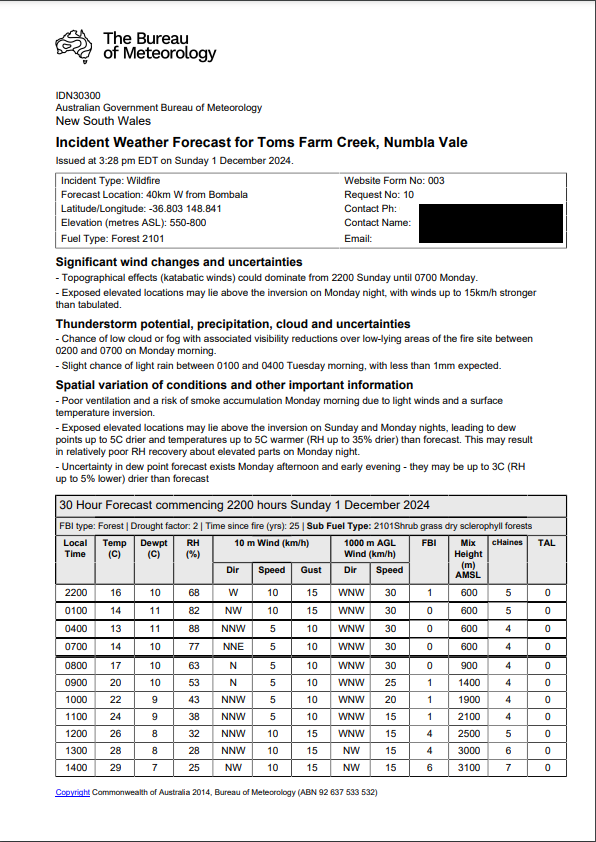 The Bureau
of Meteorology
IDN30300
Australian Government Bureau of Meteorology
New South Wales
Incident Weather Forecast for Toms Farm Creek, Numbla Vale
Issued at 3:28 pm EDT on Sunday 1 December 2024.
Incident Type: Wildfire Website Form No: 003
Forecast Location: 40km W from Bombala Request No: 10
Latitude/Longitude: -36.803 148.841 Contact Ph:
Elevation (metres ASL): 550-800 Contact Name:
Fuel Type: Forest 2101 Email:
Significant wind changes and uncertainties
- Topographical effects (katabatic winds) could dominate from 2200 Sunday until 0700 Monday.
- Exposed elevated locations may lie above the inversion on Monday night, with winds up to 15km/h stronger
than tabulated.
Thunderstorm potential, precipitation, cloud and uncertainties
- Chance of low cloud or fog with associated visibility reductions over low-lying areas of the fire site between
0200 and 0700 on Monday morning.
- Slight chance of light rain between 0100 and 0400 Tuesday morning, with less than 1mm expected.
Spatial variation of conditions and other important information
- Poor ventilation and a risk of smoke accumulation Monday morning due to light winds and a surface
temperature inversion.
- Exposed elevated locations may lie above the inversion on Sunday and Monday nights, leading to dew
points up to 5C drier and temperatures up to 5C warmer (RH up to 35% drier) than forecast. This may result
in relatively poor RH recovery about elevated parts on Monday night.
- Uncertainty in dew point forecast exists Monday afternoon and early evening - they may be up to 3C (RH
up to 5% lower) drier than forecast
30 Hour Forecast commencing 2200 hours Sunday 1 December 2024
FBI type: Forest | Drought factor: 2 | Time since fire (yrs): 25 | Sub Fuel Type: 2101Shrub grass dry sclerophyll forests
Local Time Temp (C) Dewpt (C) RH (%) 10 m Wind (km/h) 1000 m AGL Wind (km/h) FBI Mix Height (m) AMSL cHaines TAL
Dir Speed Gust Dir Speed
2200 16 10 68 W 10 15 WNW 30 1 600 5 0
0100 14 11 82 NW 10 15 WNW 30 0 600 5 0
0400 13 11 88 NNW 5 10 WNW 30 0 600 4 0
0700 14 10 77 NNE 5 10 WNW 30 0 600 4 0
0800 17 10 63 N 5 10 WNW 30 0 900 4 0
0900 20 10 53 N 5 10 WNW 25 1 1400 4 0
1000 22 9 43 NNW 5 10 WNW 20 1 1900 4 0
1100 24 9 38 NNW 5 10 WNW 15 1 2100 4 0
1200 26 8 32 NNW 10 15 WNW 15 4 2500 5 0
1300 28 8 28 NNW 10 15 NW 15 4 3000 6 0
1400 29 7 25 NW 10 15 NW 15 6 3100 7 0
Copyright Commonwealth of Australia 2014, Bureau of Meteorology (ABN 92 637 533 532)